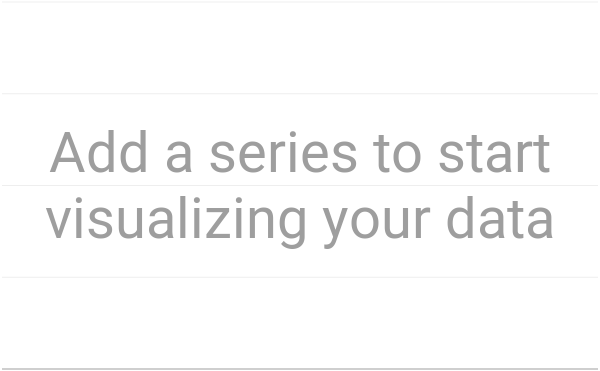 Add a series to start
visualizing your data